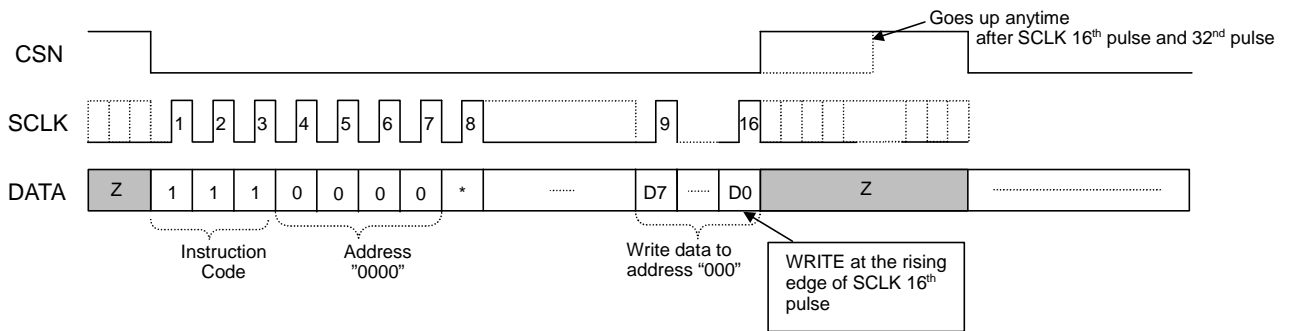 Goes up anytime
after SCLK 16th pulse and 32nd pulse
CSN
SCLK 1 2 3 4 5 6 7 8 9 16
DATA Z 1 1 1 0 0 0 0 * ........ D7 ...... D0 Z ............................................
Instruction
Code
Address
"0000”
Write data to
address “000”
WRITE at the rising
edge of SCLK 16th
pulse